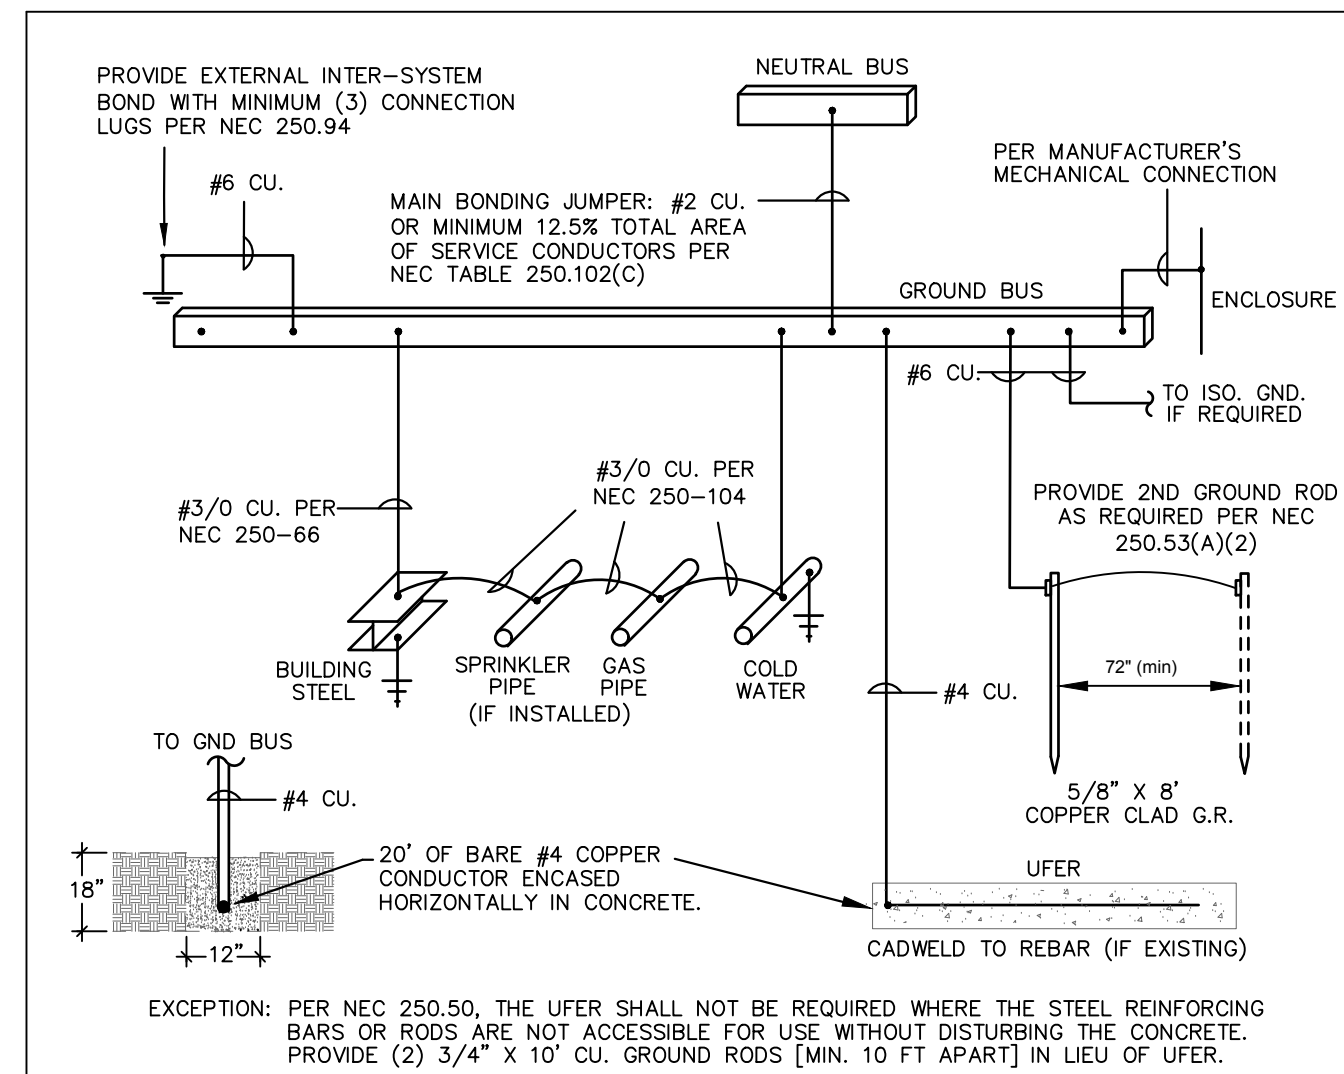 PROVIDE EXTERNAL INTER-SYSTEM
BOND WITH MINIMUM (3) CONNECTION
LUGS PER NEC 250.94
#6 CU.
NEUTRAL BUS
MAIN BONDING JUMPER: #2 CU.
OR MINIMUM 12.5% TOTAL AREA
OF SERVICE CONDUCTORS PER
NEC TABLE 250.102(C)
PER MANUFACTURER'S
MECHANICAL CONNECTION
GROUND BUS
ENCLOSURE
#6 CU.
TO ISO. GND.
IF REQUIRED
#3/0 CU. PER
NEC 250-66
#3/0 CU. PER
NEC 250-104
PROVIDE 2ND GROUND ROD
AS REQUIRED PER NEC
250.53(A)(2)
BUILDING
STEEL
SPRINKLER
PIPE
GAS
PIPE
(IF INSTALLED)
COLD
WATER
#4 CU.
72" (min)
5/8" X 8'
COPPER CLAD G.R.
TO GND BUS
#4 CU.
18"
12"
20' OF BARE #4 COPPER
CONDUCTOR ENCASED
HORIZONTALLY IN CONCRETE.
UFER
CADWELD TO REBAR (IF EXISTING)
EXCEPTION: PER NEC 250.50, THE UFER SHALL NOT BE REQUIRED WHERE THE STEEL REINFORCING
BARS OR RODS ARE NOT ACCESSIBLE FOR USE WITHOUT DISTURBING THE CONCRETE.
PROVIDE (2) 3/4" X 10' CU. GROUND RODS [MIN. 10 FT APART] IN LIEU OF UFER.